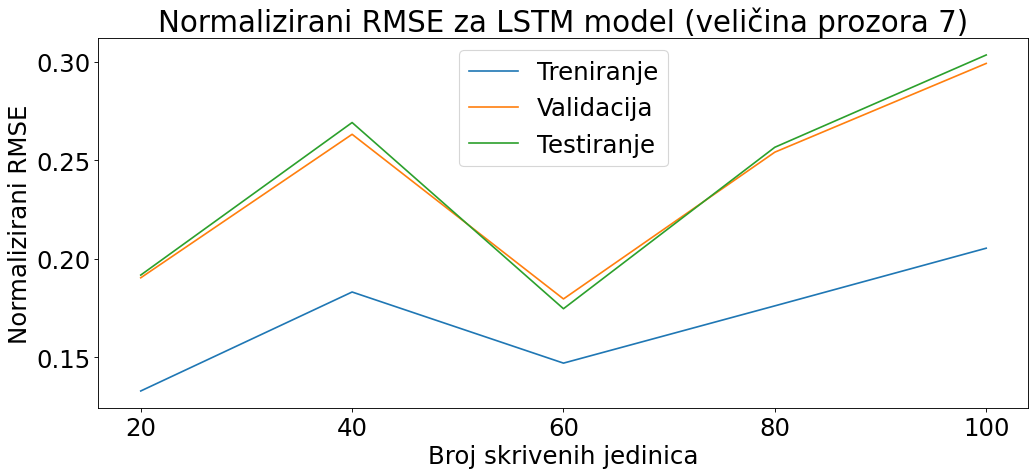 Normalizirani RMSE za LSTM model (veličina prozora 7)
Treniranje
Validacija
Testiranje
Normalizirani RMSE
0.30
0.25
0.20
0.15
20 40 60 80 100
Broj skrivenih jedinica